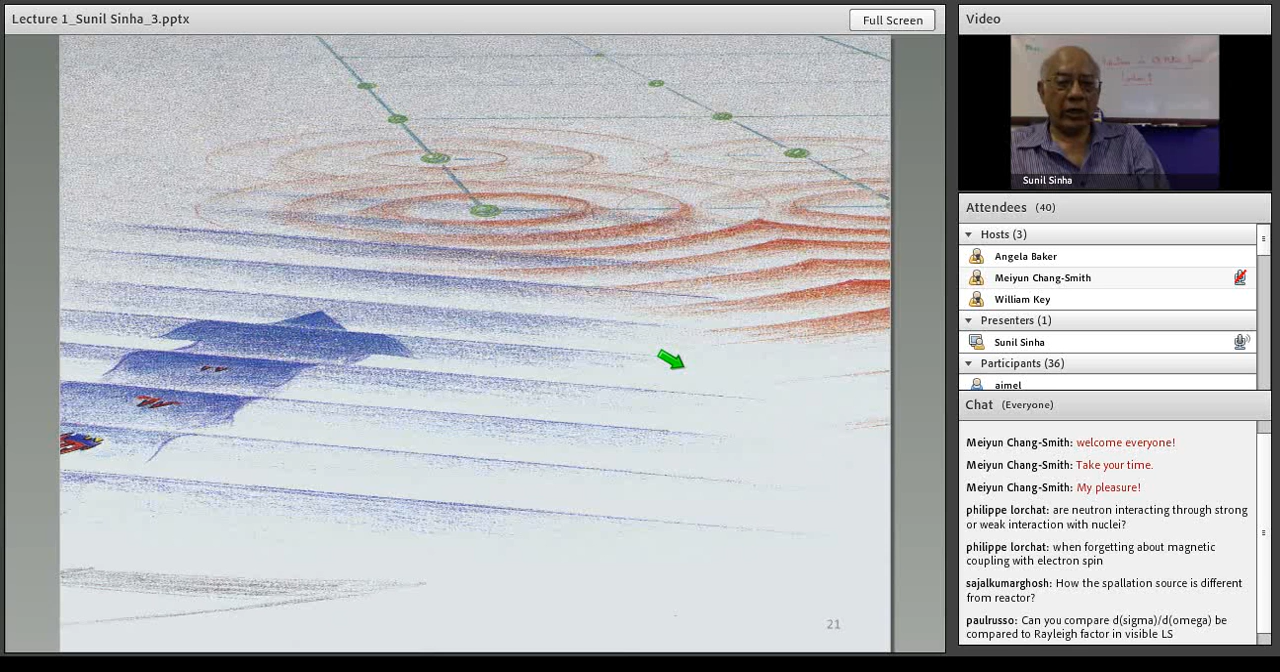 Lecture 1_Sunil Sinha_3.pptx
Full Screen
21
Video
Sunil Sinha
Attendees (40)
Hosts (3)
Angela Baker
Meiyun Chang-Smith
William Key
Presenters (1)
Sunil Sinha
Participants (36)
aimel
Chat (Everyone)
Meiyun Chang-Smith: welcome everyone!
Meiyun Chang-Smith: Take your time.
Meiyun Chang-Smith: My pleasure!
philippe lorchat: are neutron interacting through strong
or weak interaction with nuclei?
philippe lorchat: when forgetting about magnetic
coupling with electron spin
sajalkumarghosh: How the spallation source is different
from reactor?
paulrusso: Can you compare d(sigma)/d(omega) be
compared to Rayleigh factor in visible LS